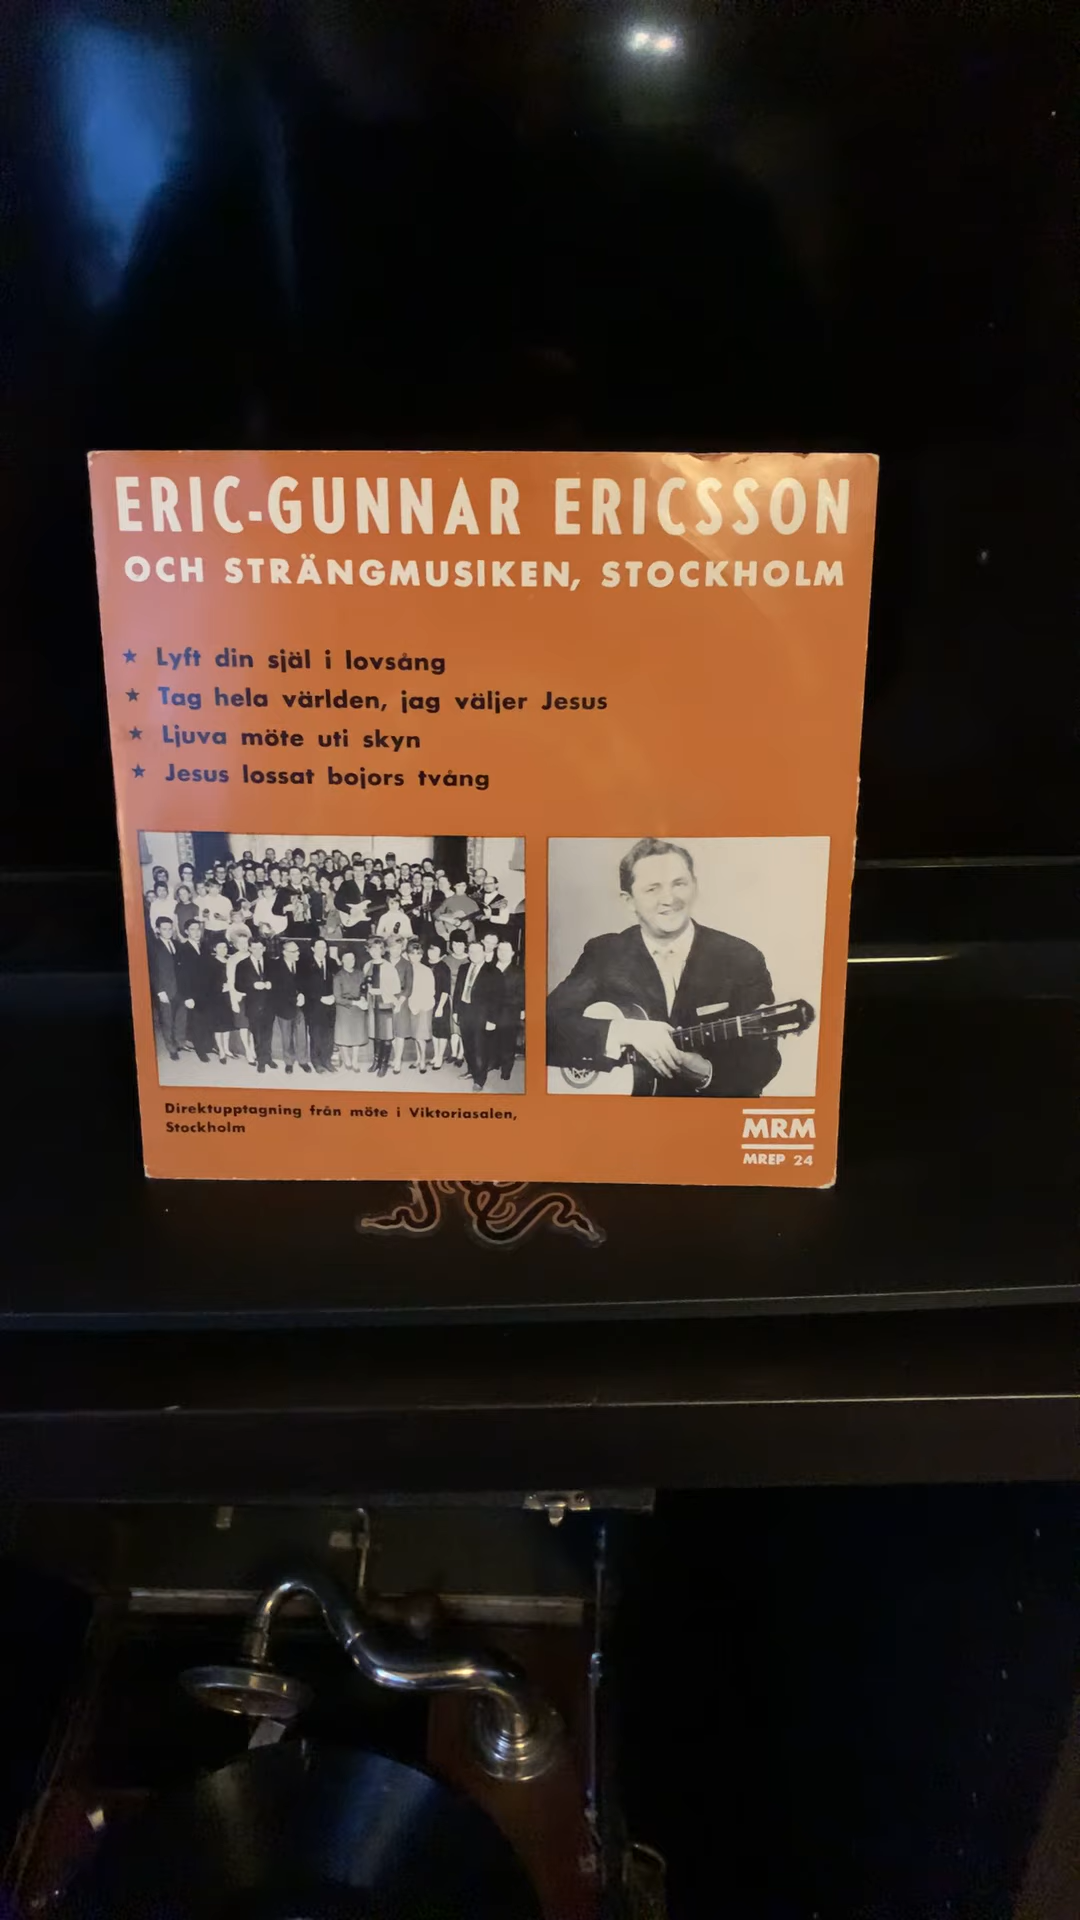 ERIC-GUNNAR ERICSSON
OCH STRÄNGMUSIKEN, STOCKHOLM
★ Lyft din själ i lovsång
★ Tag hela världen, jag väljer Jesus
★ Ljuva möte uti skyn
★ Jesus lossat bojors tvång
Direktupptagning från möte i Viktoriasalen,
Stockholm
MRM
MREP 24